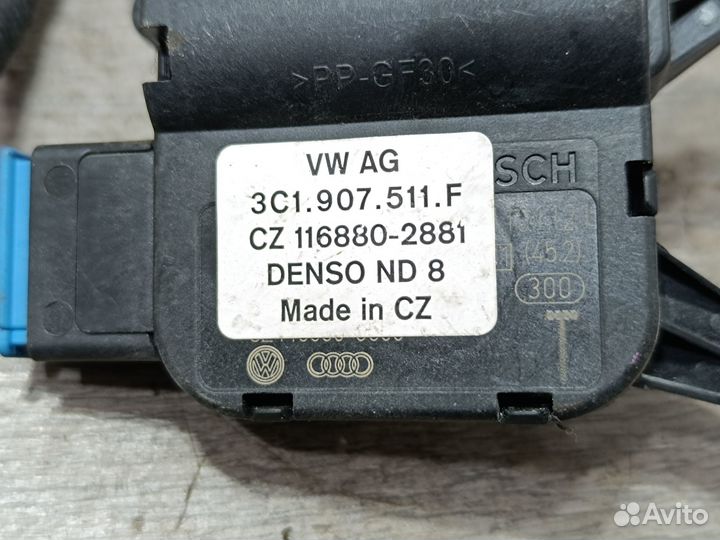 >PP-GF30<
VW AG
SCH
3C1.907.511.F
CZ 116880-2881
(45.2)
DENSO ND 8
300
Made in CZ
T
Avito